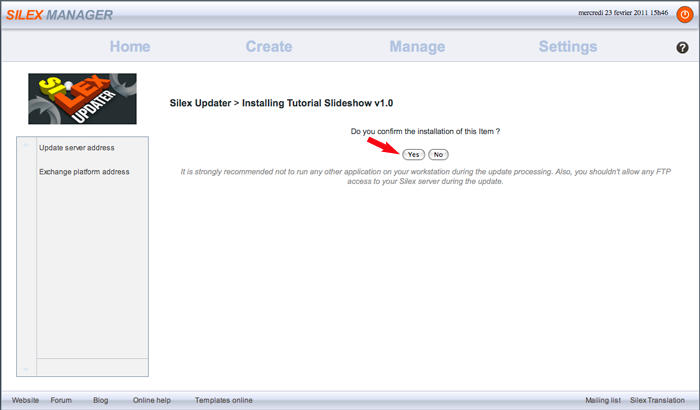 SILEX MANAGER
mercredi 23 fevrier 2011 15h46
Home Create Manage Settings ?
SILEX
UPDATER
Silex Updater > Installing Tutorial Slideshow v1.0
Do you confirm the installation of this Item ?
Yes No
It is strongly recommended not to run any other application on your workstation during the update processing. Also, you shouldn't allow any FTP
access to your Silex server during the update.
Update server address
Exchange platform address
Website Forum Blog Online help Templates online Mailing list Silex Translation